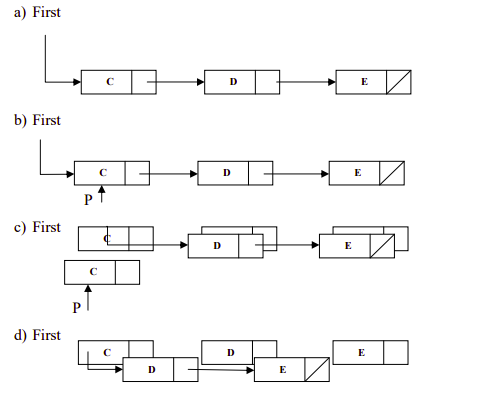 a) First
C D E
b) First
C D E
P
c) First
C D E
C
P
d) First
C D E
D E